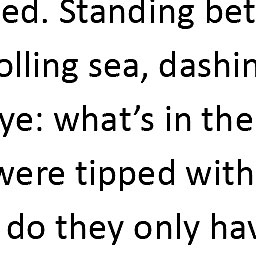 ed. Standing bet
olling sea, dashin
ye: what’s in the
were tipped with
do they only hav